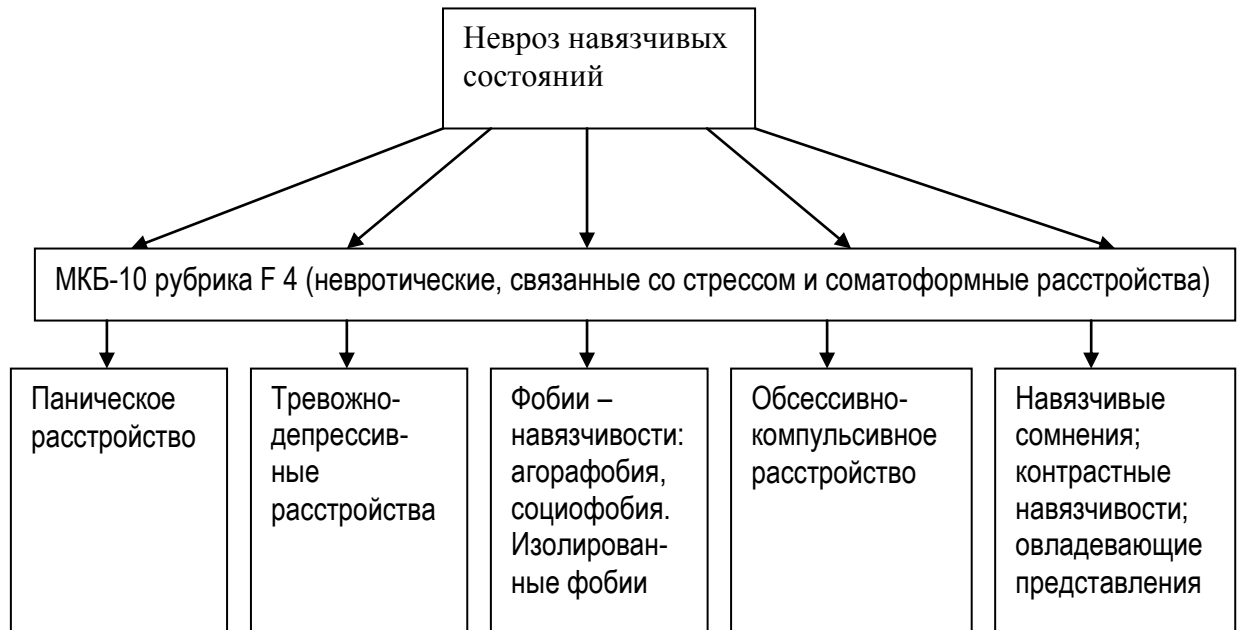 Невроз навязчивых
состояний
МКБ-10 рубрика F 4 (невротические, связанные со стрессом и соматоформные расстройства)
Паническое
расстройство
Тревожно-
депрессив-
ные
расстройства
Фобии –
навязчивости:
агорафобия,
социофобия.
Изолирован-
ные фобии
Обсессивно-
компульсивное
расстройство
Навязчивые
сомнения;
контрастные
навязчивости;
овладевающие
представления